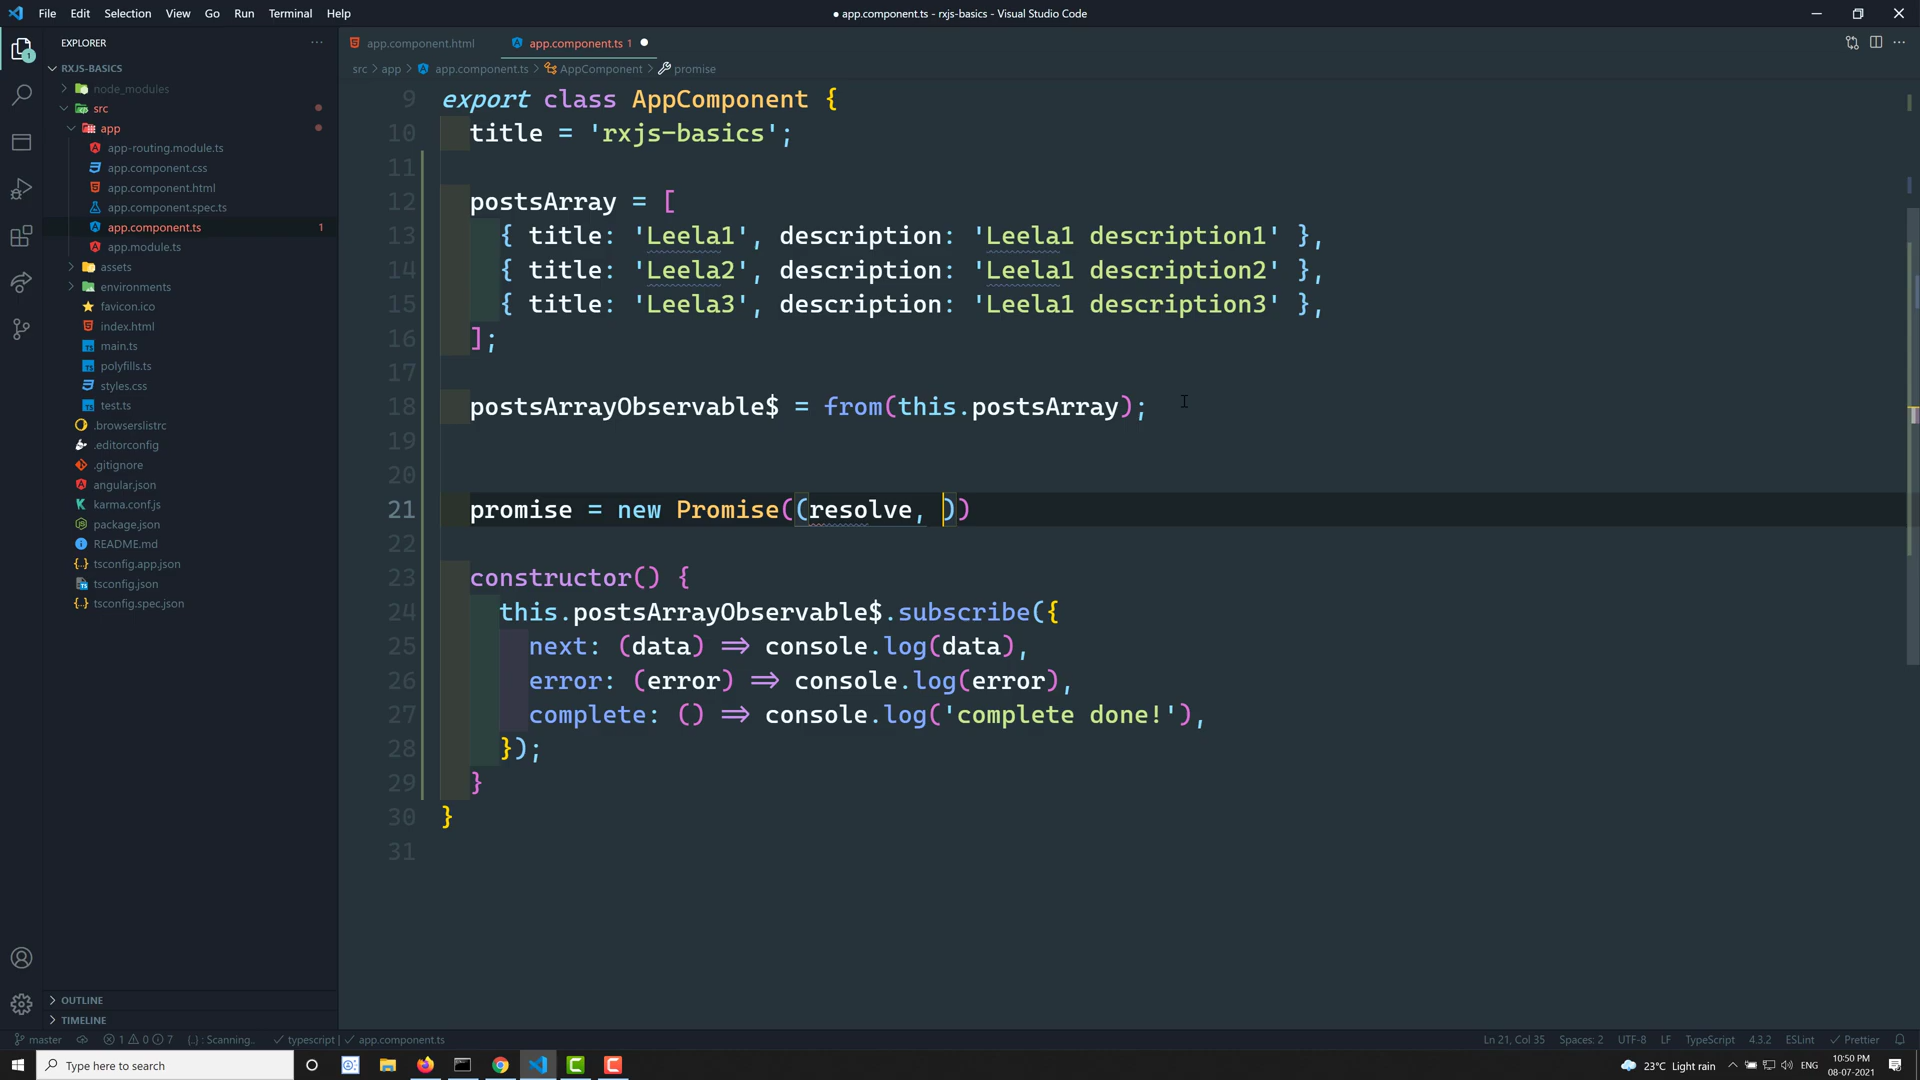 File Edit Selection View Go Run Terminal Help
● app.component.ts - rxjs-basics - Visual Studio Code
EXPLORER
RXJS-BASICS
node_modules
src
app
app-routing.module.ts
app.component.css
app.component.html
app.component.spec.ts
app.component.ts 1
app.module.ts
assets
environments
favicon.ico
index.html
main.ts
polyfills.ts
styles.css
test.ts
.browserslistrc
.editorconfig
.gitignore
angular.json
karma.conf.js
package.json
README.md
tsconfig.app.json
tsconfig.json
tsconfig.spec.json
OUTLINE
TIMELINE
app.component.html app.component.ts 1
src > app > app.component.ts > AppComponent > promise
9 export class AppComponent {
10 title = 'rxjs-basics';
11
12 postsArray = [
13 { title: 'Leela1', description: 'Leela1 description1' },
14 { title: 'Leela2', description: 'Leela1 description2' },
15 { title: 'Leela3', description: 'Leela1 description3' },
16 ];
17
18 postsArrayObservable$ = from(this.postsArray);
19
20
21 promise = new Promise((resolve, ))
22
23 constructor() {
24 this.postsArrayObservable$.subscribe({
25 next: (data) => console.log(data),
26 error: (error) => console.log(error),
27 complete: () => console.log('complete done!'),
28 });
29 }
30 }
31
master 1 0 7 {..} : Scanning.. typescript | app.component.ts
Ln 21, Col 35 Spaces: 2 UTF-8 LF TypeScript 4.3.2 ESLint Prettier
Type here to search
23°C Light rain ENG 10:50 PM
08-07-2021